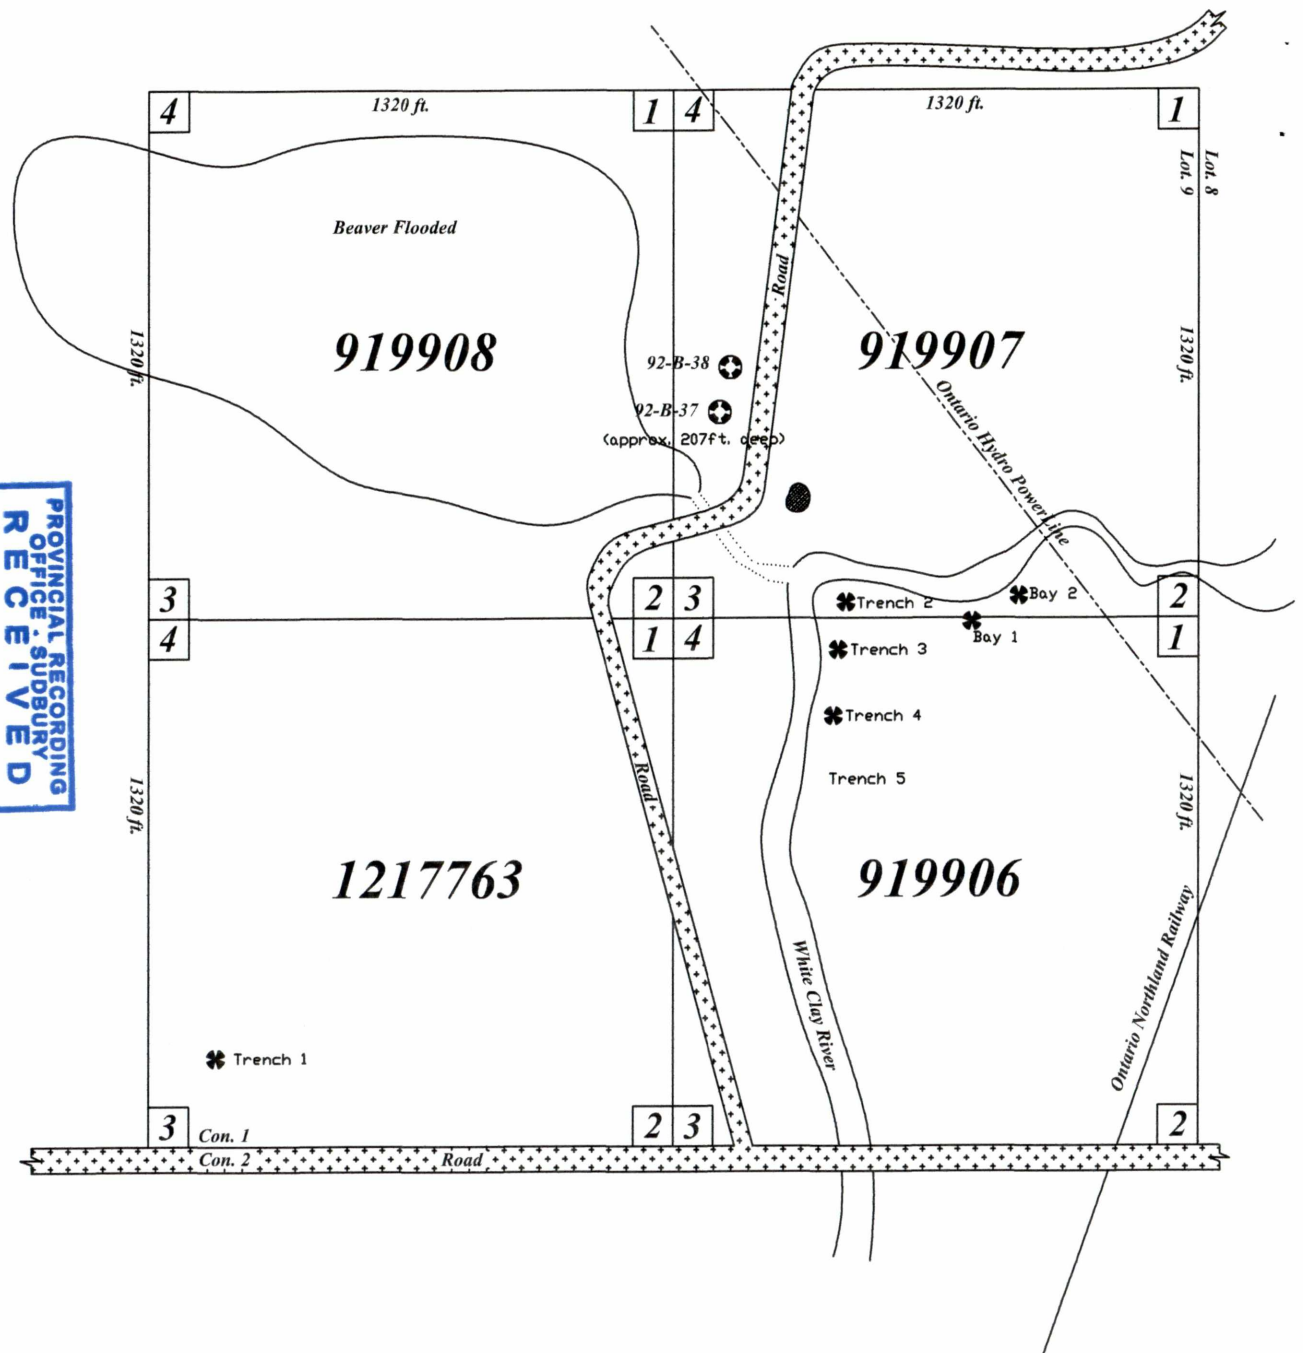 4
1320 ft.
1
4
1320 ft.
1
Lot. 9
Lot. 8
Beaver Flooded
Road
1320 ft.
919908
92-B-38
919907
1320 ft.
92-B-37
(approx. 207ft. deep)
Ontario Hydro Power Line
PROVINCIAL RECORDING
OFFICE - SUDBURY
RECEIVED
3
2
3
Trench 2
Bay 2
2
4
1
4
Trench 3
Bay 1
1
Trench 4
Road
1320 ft.
Trench 5
1320 ft.
1217763
919906
White Clay River
Ontario Northland Railway
Trench 1
3
Con. 1
2
3
2
Con. 2
Road